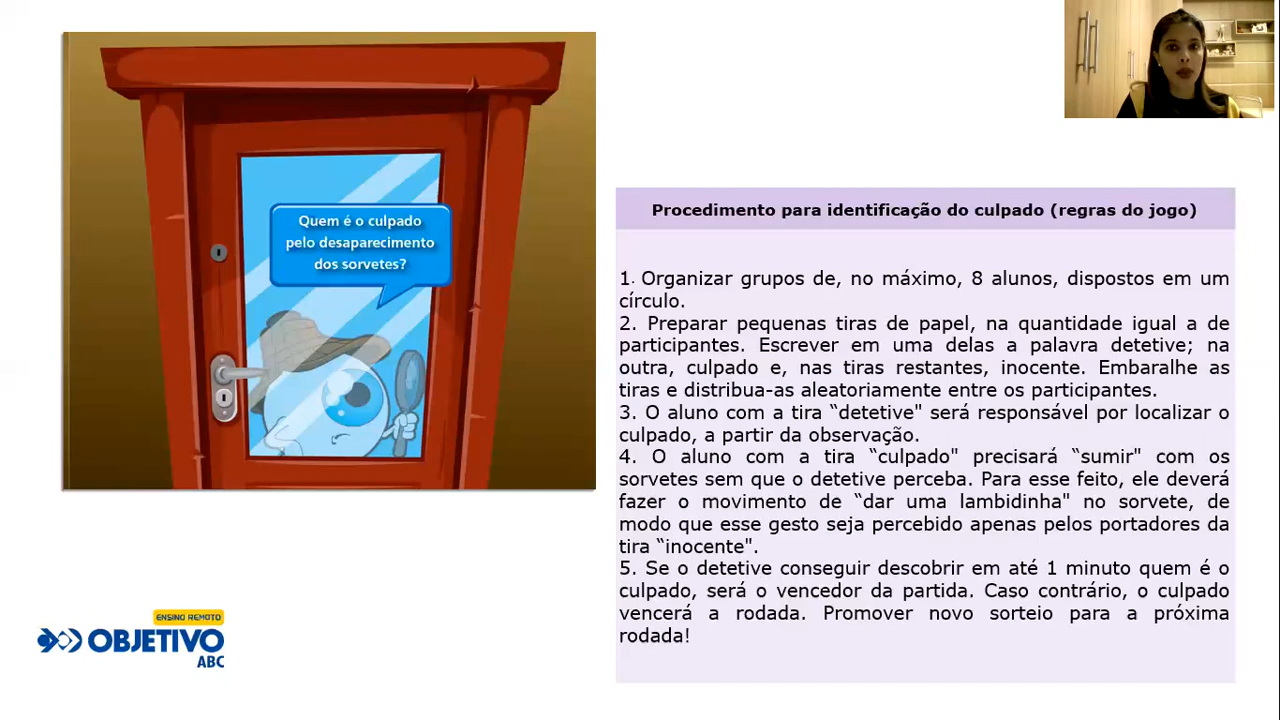 Quem é o culpado
pelo desaparecimento
dos sorvetes?
Procedimento para identificação do culpado (regras do jogo)
1. Organizar grupos de, no máximo, 8 alunos, dispostos em um
círculo.
2. Preparar pequenas tiras de papel, na quantidade igual a de
participantes. Escrever em uma delas a palavra detetive; na
outra, culpado e, nas tiras restantes, inocente. Embaralhe as
tiras e distribua-as aleatoriamente entre os participantes.
3. O aluno com a tira “detetive" será responsável por localizar o
culpado, a partir da observação.
4. O aluno com a tira “culpado" precisará “sumir" com os
sorvetes sem que o detetive perceba. Para esse feito, ele deverá
fazer o movimento de “dar uma lambidinha" no sorvete, de
modo que esse gesto seja percebido apenas pelos portadores da
tira “inocente".
5. Se o detetive conseguir descobrir em até 1 minuto quem é o
culpado, será o vencedor da partida. Caso contrário, o culpado
vencerá a rodada. Promover novo sorteio para a próxima
rodada!
ENSINO REMOTO
OBJETIVO
ABC